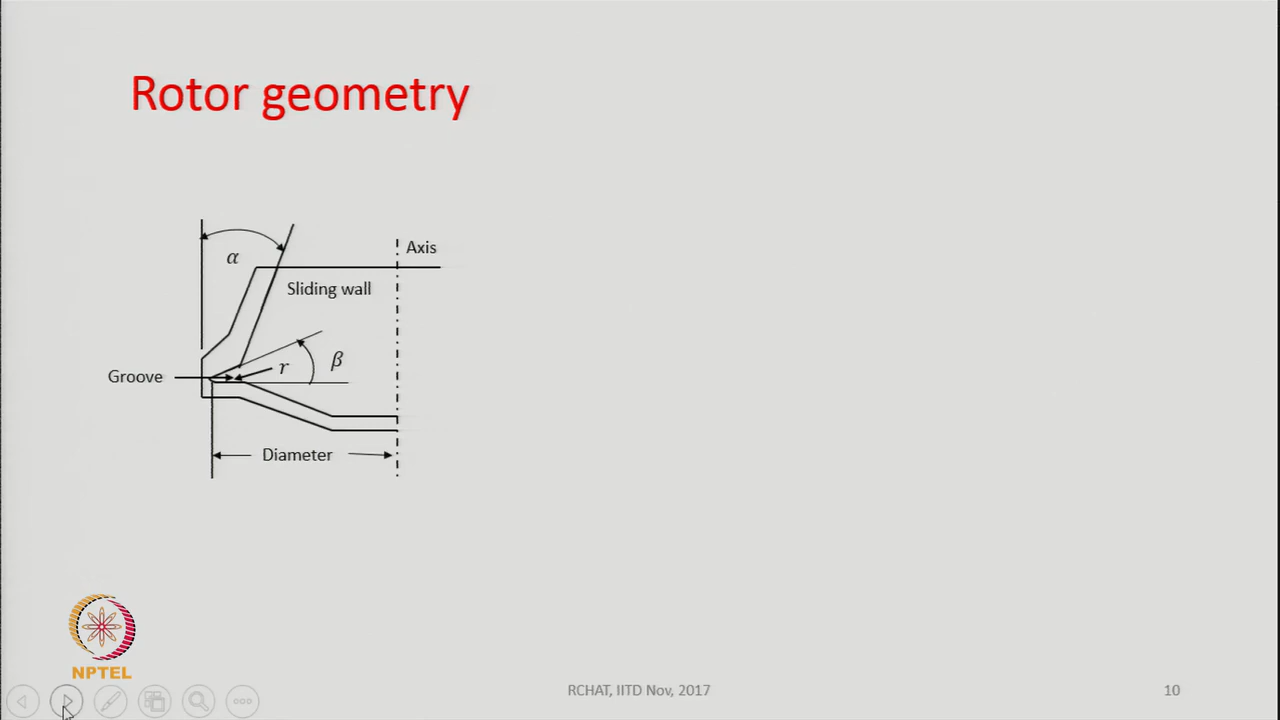 Rotor geometry
α
Axis
Sliding wall
β
r
Groove
Diameter
NPTEL
RCHAT, IITD Nov, 2017
10